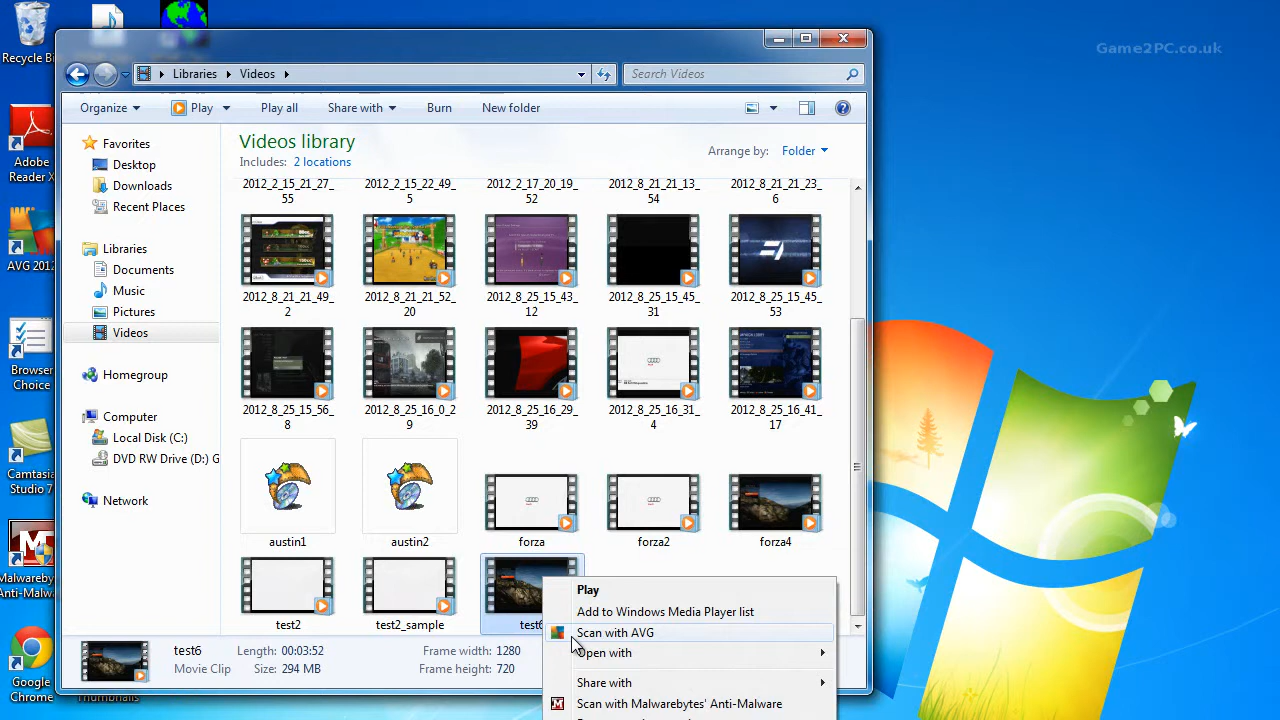 Game2PC.co.uk
Recycle Bi
Adobe
Reader X
AVG 2012
Browser
Choice
Camtasia
Studio 7
Malwareby
Anti-Malwa
Google
Chrome
Thumbnails
Libraries
Videos
Search Videos
Organize
Play
Play all
Share with
Burn
New folder
Favorites
Desktop
Downloads
Recent Places
Libraries
Documents
Music
Pictures
Videos
Homegroup
Computer
Local Disk (C:)
DVD RW Drive (D:) G
Network
Videos library
Includes: 2 locations
Arrange by: Folder
2012_2_15_21_27_
55
2012_2_15_22_49_
5
2012_2_17_20_19_
52
2012_8_21_21_13_
54
2012_8_21_21_23_
6
2012_8_21_21_49_
2
2012_8_21_21_52_
20
2012_8_25_15_43_
12
2012_8_25_15_45_
31
2012_8_25_15_45_
53
2012_8_25_15_56_
8
2012_8_25_16_0_2
9
2012_8_25_16_29_
39
2012_8_25_16_31_
4
2012_8_25_16_41_
17
austin1
austin2
forza
forza2
forza4
test2
test2_sample
test6
Play
Add to Windows Media Player list
Scan with AVG
Open with
Share with
Scan with Malwarebytes' Anti-Malware
test6
Movie Clip
Length: 00:03:52
Size: 294 MB
Frame width: 1280
Frame height: 720